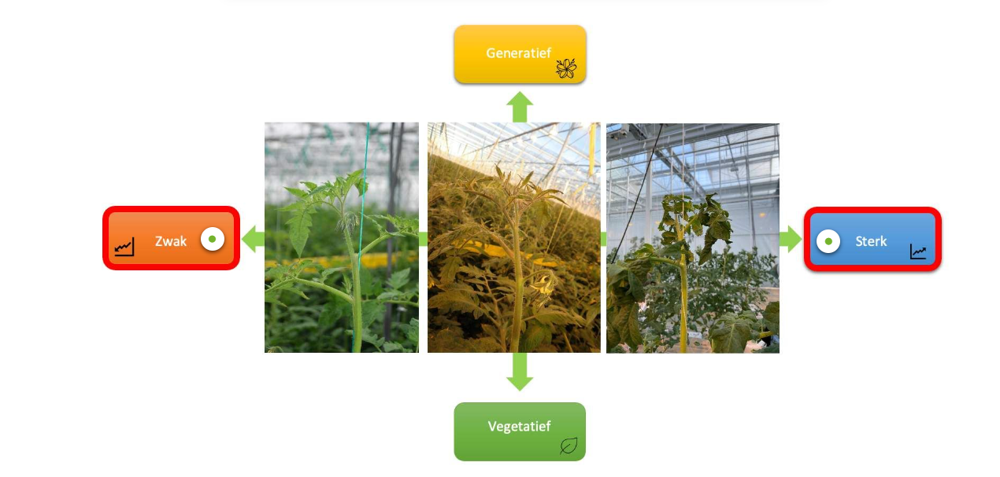 Generatief
Zwak
Sterk
Vegetatief